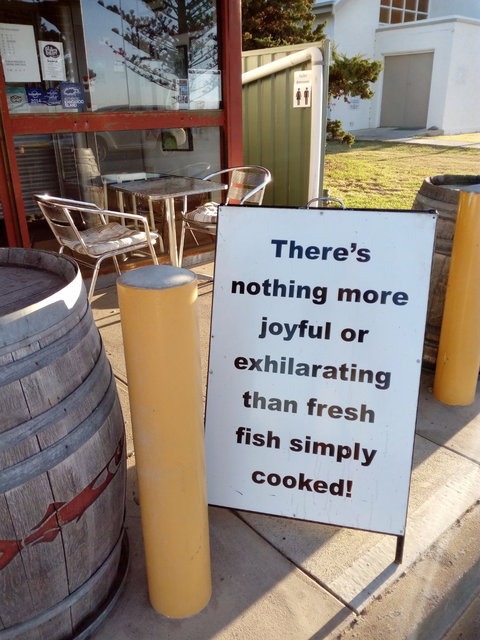 There's
nothing more
joyful or
exhilarating
than fresh
fish simply
cooked!